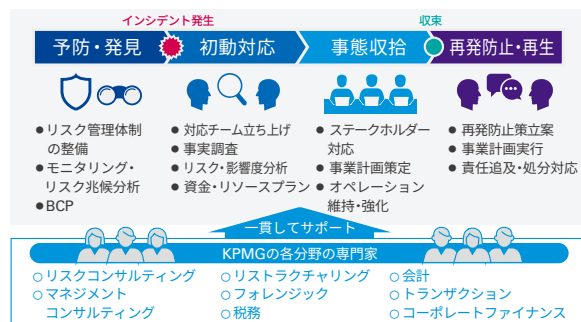 インシデント発生
収束
予防・発見
初動対応
事態収拾
再発防止・再生
●リスク管理体制
の整備
●モニタリング・
リスク兆候分析
●BCP
●対応チーム立ち上げ
●事実調査
●リスク・影響度分析
●資金・リソースプラン
●ステークホルダー
対応
●事業計画策定
●オペレーション
維持・強化
●再発防止策立案
●事業計画実行
●責任追及・処分対応
一貫してサポート
KPMGの各分野の専門家
○リスクコンサルティング
○マネジメント
コンサルティング
○リストラクチャリング
○フォレンジック
○税務
○会計
○トランザクション
○コーポレートファイナンス